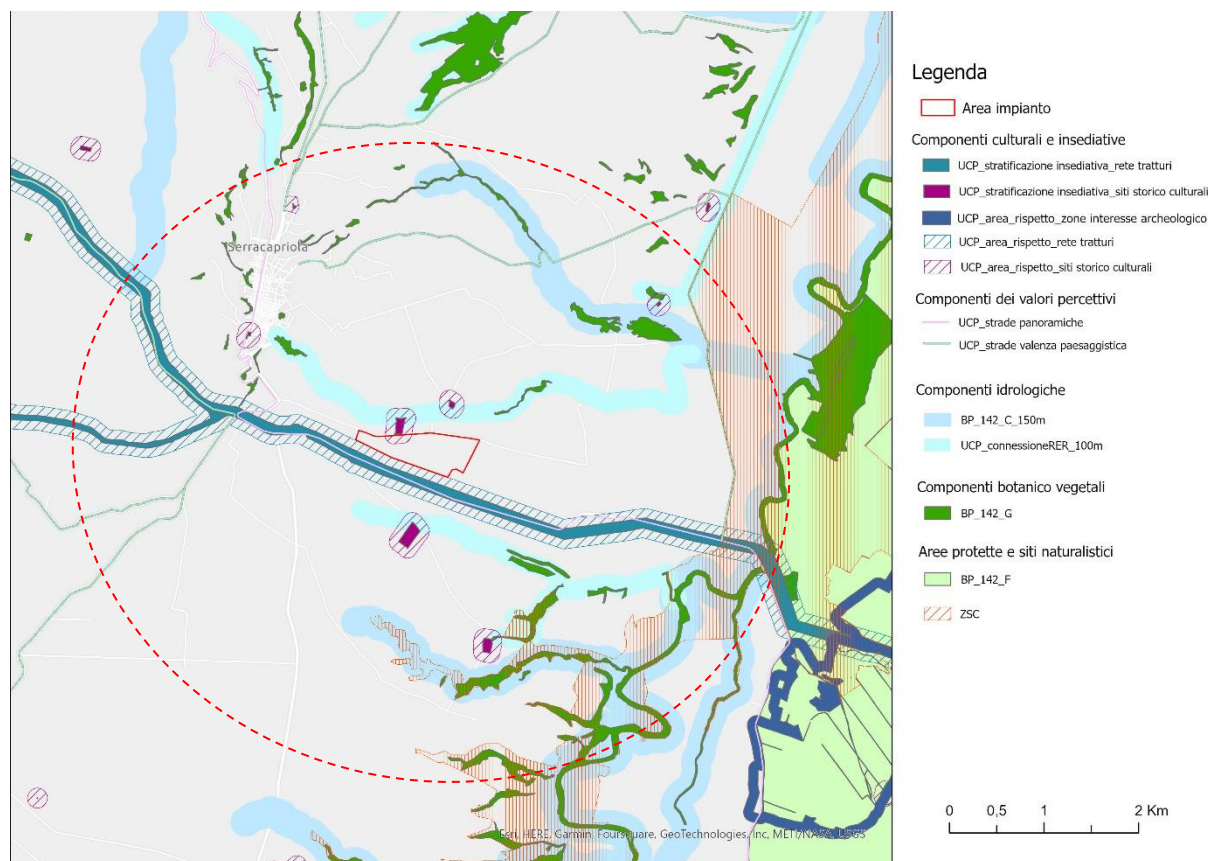 Serracapriola
Esri, HERE, Garmin, Foursquare, GeoTechnologies, Inc, METI/NASA, USGS
Legenda
Area impianto
Componenti culturali e insediative
UCP_stratificazione insediativa_rete tratturi
UCP_stratificazione insediativa_siti storico culturali
UCP_area_rispetto_zone interesse archeologico
UCP_area_rispetto_rete tratturi
UCP_area_rispetto_siti storico culturali
Componenti dei valori percettivi
UCP_strade panoramiche
UCP_strade valenza paesaggistica
Componenti idrologiche
BP_142_C_150m
UCP_connessioneRER_100m
Componenti botanico vegetali
BP_142_G
Aree protette e siti naturalistici
BP_142_F
ZSC
0 0,5 1 2 Km